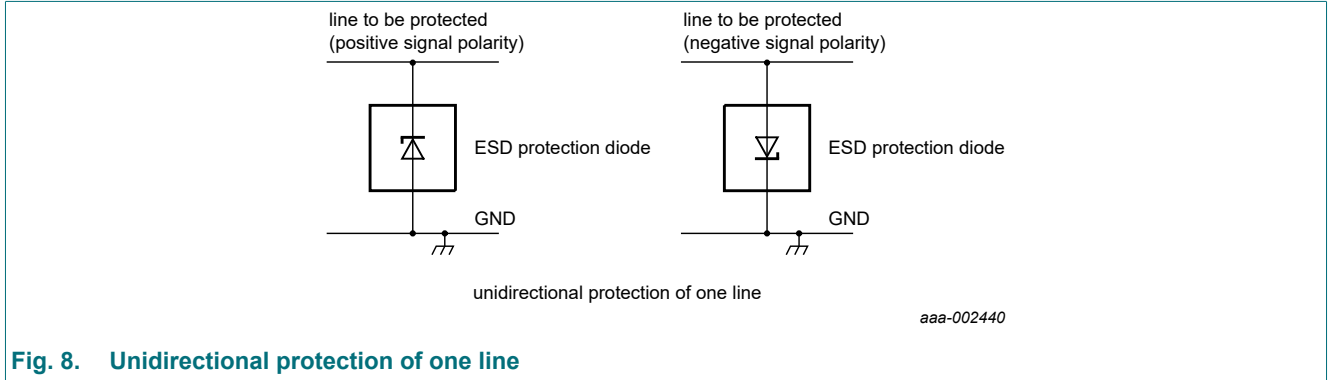 line to be protected
(positive signal polarity)
line to be protected
(negative signal polarity)
ESD protection diode
ESD protection diode
GND
GND
unidirectional protection of one line
aaa-002440
Fig. 8. Unidirectional protection of one line